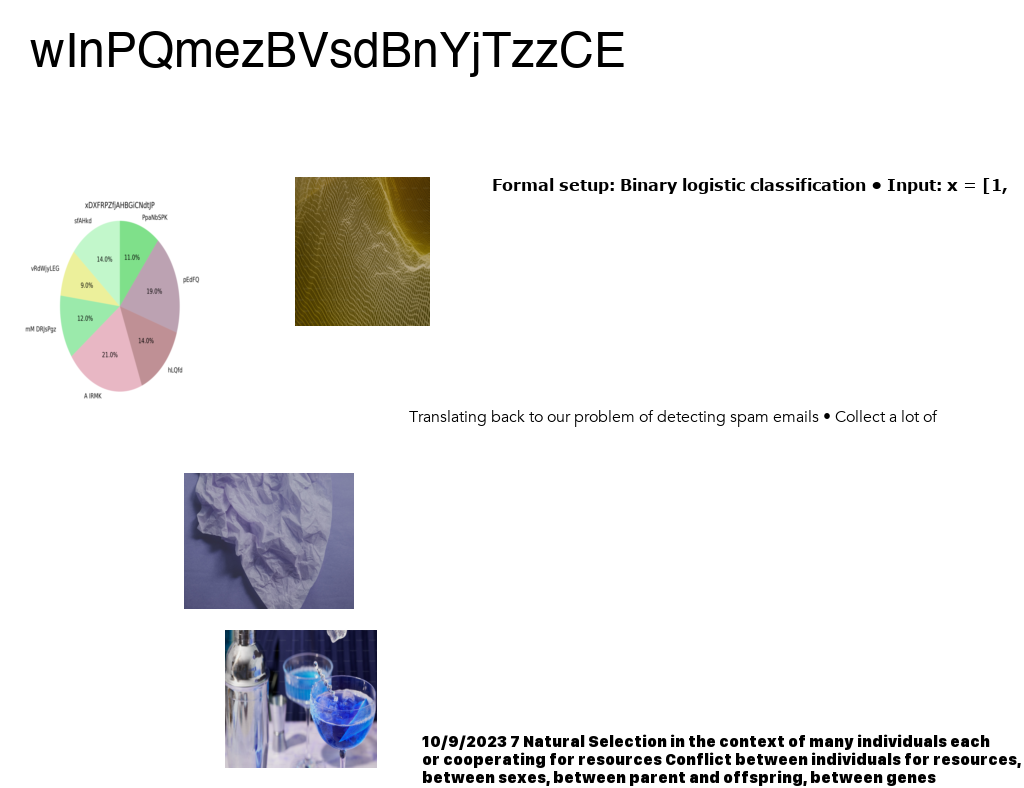 wInPQmezBVsdBnYjTzzCE
Formal setup: Binary logistic classification • Input: x = [1,
xDXFRPZfjAHBGiCNdtJP
sfAHkd
PpaNbSPK
14.0%
11.0%
vRdWjyLEG
pEdFQ
9.0%
19.0%
12.0%
mM DRJsPgz
14.0%
21.0%
hLQfd
A IRMK
Translating back to our problem of detecting spam emails • Collect a lot of
10/9/2023 7 Natural Selection in the context of many individuals each
or cooperating for resources Conflict between individuals for resources,
between sexes, between parent and offspring, between genes